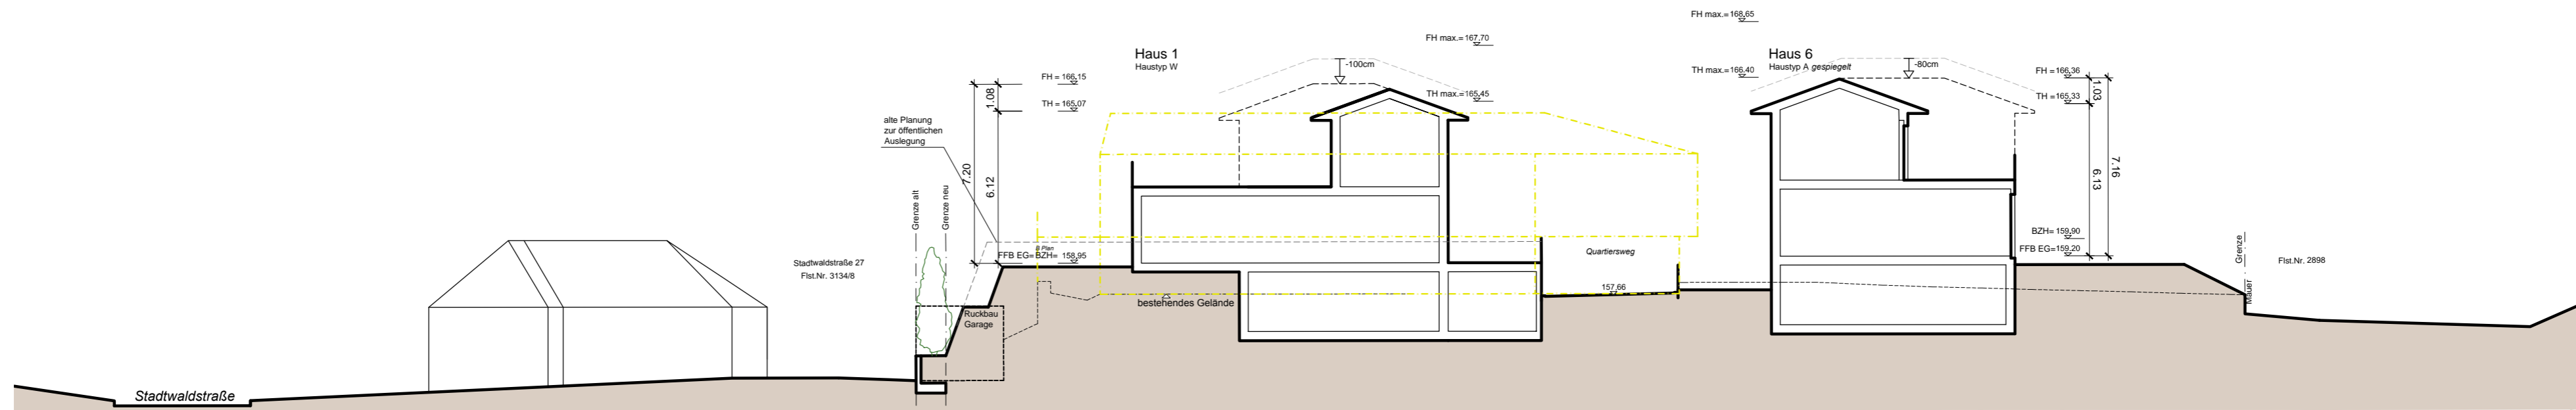 FH max.=168.65
FH max.=167.70
Haus 1
Haustyp W
Haus 6
Haustyp A gespiegelt
-100cm
-80cm
FH = 166.15
TH max.=166.40
FH =166.36
TH = 165.07
TH max.=165.45
TH =165.33
1.08
1.03
alte Planung
zur öffentlichen
Auslegung
7.20
6.12
7.16
6.13
Grenze alt
Grenze neu
BZH= 159.90
FFB EG=159.20
B Plan
FFB EG= BZH= 158.95
Quartiersweg
Stadtwaldstraße 27
Flst.Nr. 3134/8
Grenze
Mauer
Flst.Nr. 2898
157.66
bestehendes Gelände
Ruckbau
Garage
Stadtwaldstraße